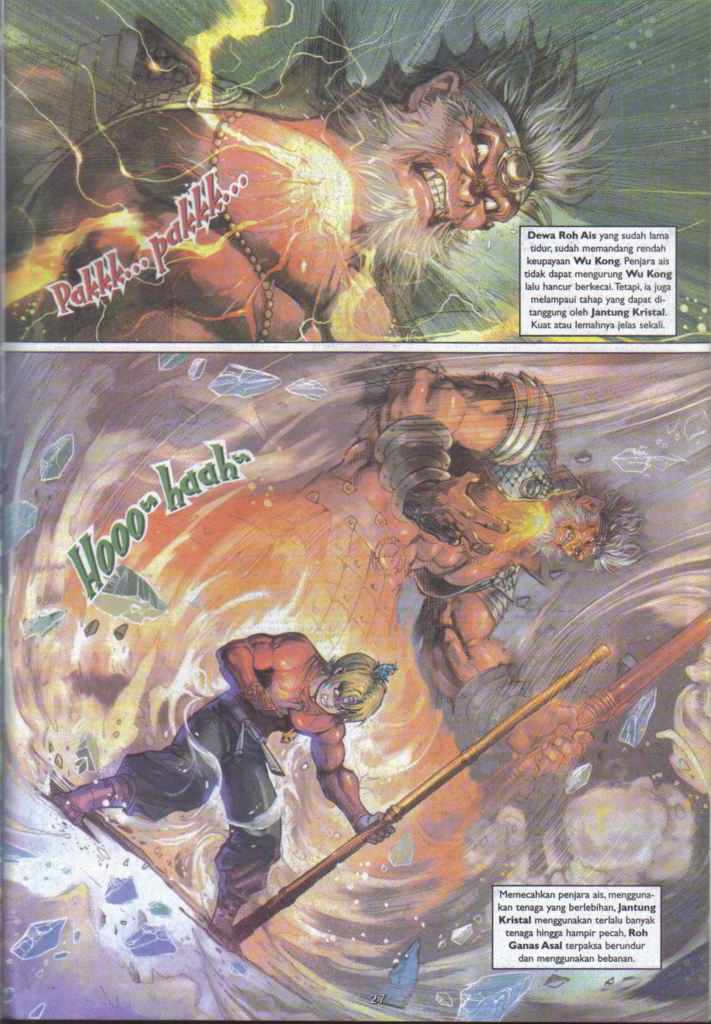 Pakkk... pakkk...
Dewa Roh Ais yang sudah lama
tidur, sudah memandang rendah
keupayaan Wu Kong. Penjara ais
tidak dapat mengurung Wu Kong
lalu hancur berkecai. Tetapi, ia juga
melampaui tahap yang dapat di-
tanggung oleh Jantung Kristal.
Kuat atau lemahnya jelas sekali.
Hooo~ haah~
Memecahkan penjara ais, mengguna-
kan tenaga yang berlebihan, Jantung
Kristal menggunakan terlalu banyak
tenaga hingga hampir pecah, Roh
Ganas Asal terpaksa berundur
dan menggunakan bebanan.
27